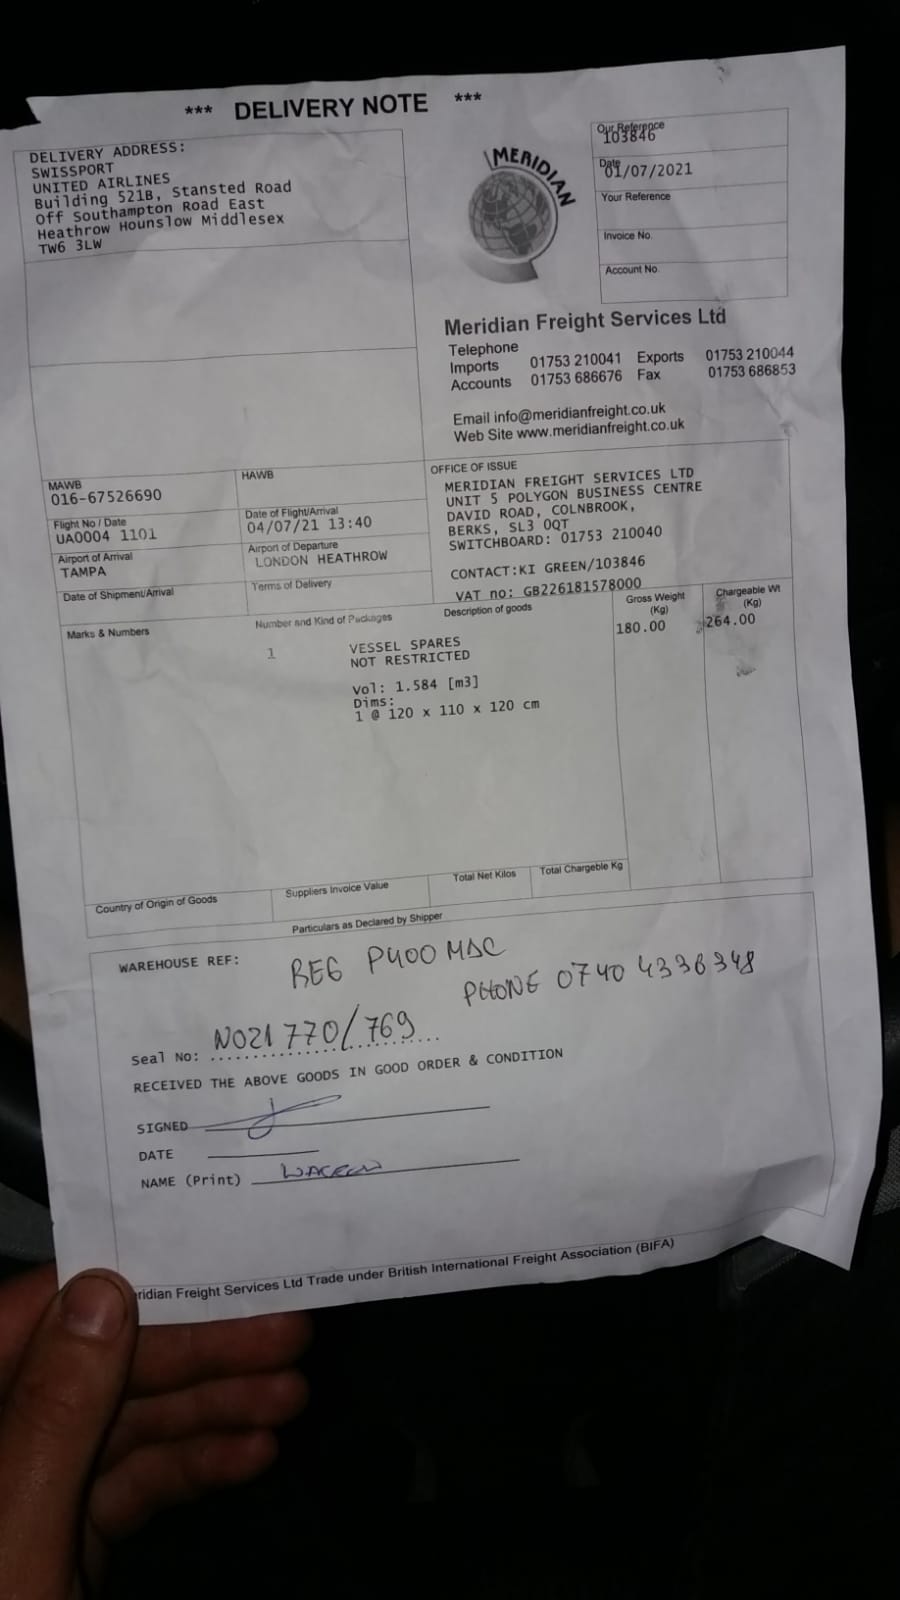 *** DELIVERY NOTE ***
DELIVERY ADDRESS:
SWISSPORT
UNITED AIRLINES
Building 521B, Stansted Road
Off Southampton Road East
Heathrow Hounslow Middlesex
TW6 3LW
MERIDIAN
Our Reference
103846
Date
01/07/2021
Your Reference
Invoice No.
Account No.
Meridian Freight Services Ltd
Telephone
Imports 01753 210041 Exports 01753 210044
Accounts 01753 686676 Fax 01753 686853
Email info@meridianfreight.co.uk
Web Site www.meridianfreight.co.uk
MAWB
016-67526690
HAWB
Flight No / Date
UA0004 1101
Date of Flight/Arrival
04/07/21 13:40
Airport of Arrival
TAMPA
Airport of Departure
LONDON HEATHROW
Date of Shipment/Arrival
Terms of Delivery
OFFICE OF ISSUE
MERIDIAN FREIGHT SERVICES LTD
UNIT 5 POLYGON BUSINESS CENTRE
DAVID ROAD, COLNBROOK,
BERKS, SL3 0QT
SWITCHBOARD: 01753 210040
CONTACT:KI GREEN/103846
VAT no: GB226181578000
Marks & Numbers
Number and Kind of Packages
Description of goods
Gross Weight
(Kg)
Chargeable Wt
(Kg)
1
VESSEL SPARES
NOT RESTRICTED
180.00
264.00
Vol: 1.584 [m3]
Dims:
1 @ 120 x 110 x 120 cm
Country of Origin of Goods
Suppliers Invoice Value
Total Net Kilos
Total Chargeble Kg
Particulars as Declared by Shipper
WAREHOUSE REF:
REG P400 MDC
PHONE 0740 4336348
Seal No: N021 770/769
RECEIVED THE ABOVE GOODS IN GOOD ORDER & CONDITION
SIGNED
DATE
NAME (Print)
ridian Freight Services Ltd Trade under British International Freight Association (BIFA)